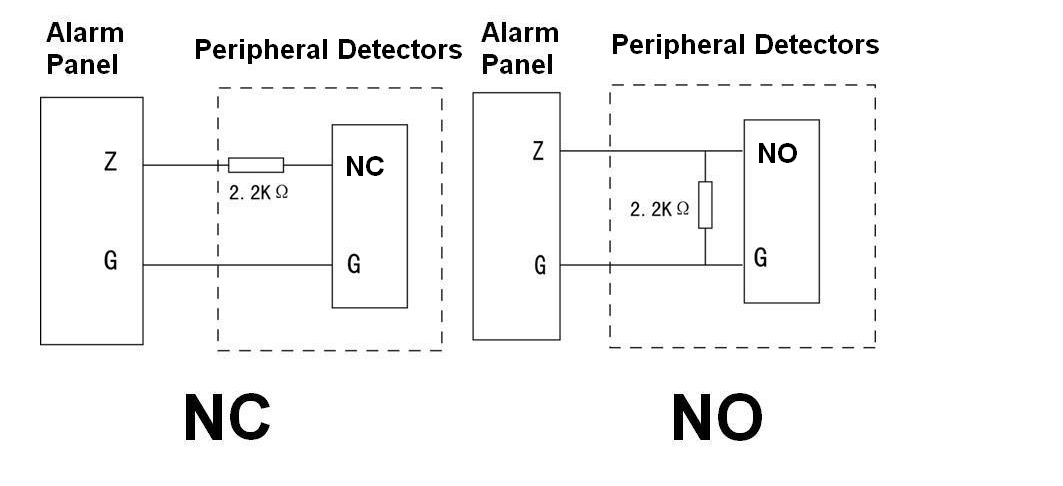 Alarm
Panel
Peripheral Detectors
Z
G
2. 2KΩ
NC
G
NC
Alarm
Panel
Peripheral Detectors
Z
G
2. 2KΩ
NO
G
NO